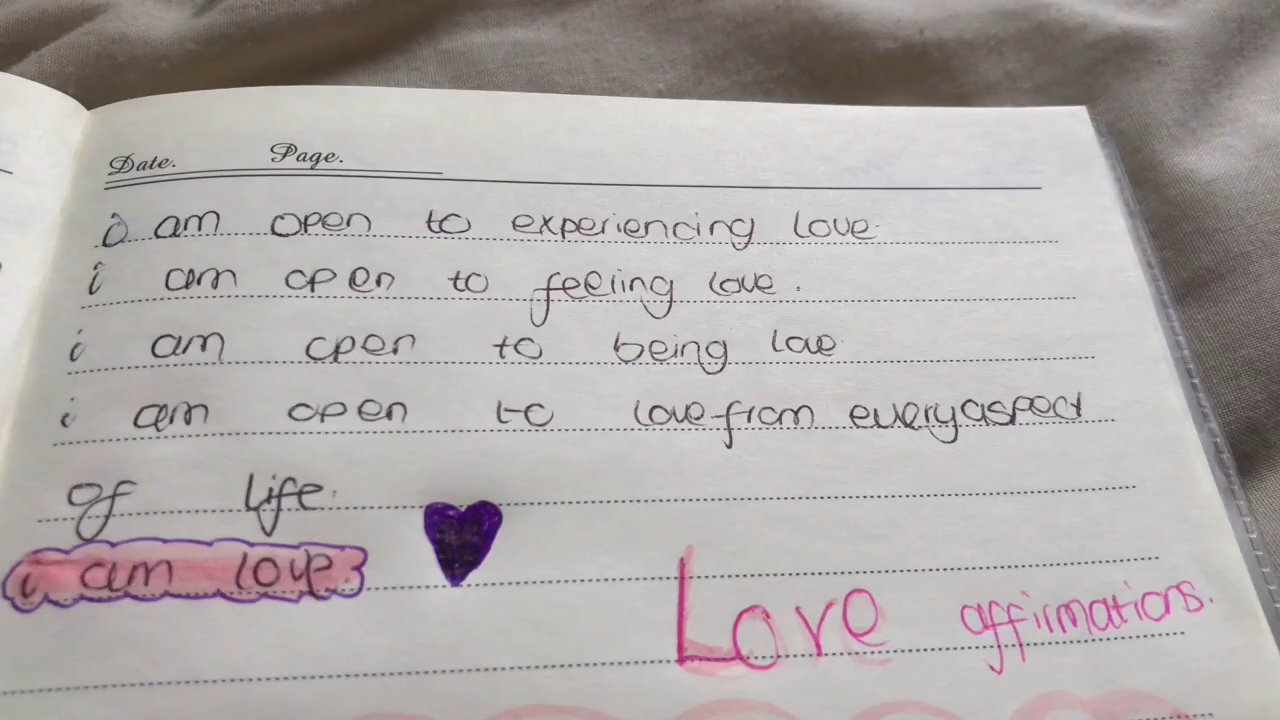 Date. Page.
i am open to experiencing love.
i am open to feeling love.
i am open to being love
i am open to love from every aspect
of life.
i am love.
Love affirmations.